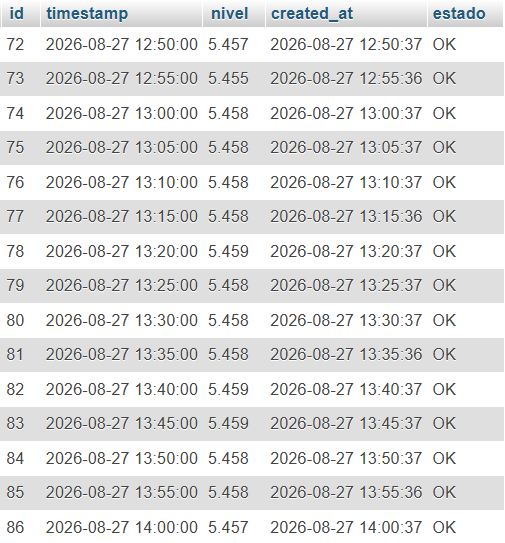 id timestamp nivel created_at estado
72 2026-08-27 12:50:00 5.457 2026-08-27 12:50:37 OK
73 2026-08-27 12:55:00 5.455 2026-08-27 12:55:36 OK
74 2026-08-27 13:00:00 5.458 2026-08-27 13:00:37 OK
75 2026-08-27 13:05:00 5.458 2026-08-27 13:05:37 OK
76 2026-08-27 13:10:00 5.458 2026-08-27 13:10:37 OK
77 2026-08-27 13:15:00 5.458 2026-08-27 13:15:36 OK
78 2026-08-27 13:20:00 5.459 2026-08-27 13:20:37 OK
79 2026-08-27 13:25:00 5.458 2026-08-27 13:25:37 OK
80 2026-08-27 13:30:00 5.458 2026-08-27 13:30:37 OK
81 2026-08-27 13:35:00 5.458 2026-08-27 13:35:36 OK
82 2026-08-27 13:40:00 5.459 2026-08-27 13:40:37 OK
83 2026-08-27 13:45:00 5.459 2026-08-27 13:45:37 OK
84 2026-08-27 13:50:00 5.458 2026-08-27 13:50:37 OK
85 2026-08-27 13:55:00 5.458 2026-08-27 13:55:36 OK
86 2026-08-27 14:00:00 5.457 2026-08-27 14:00:37 OK